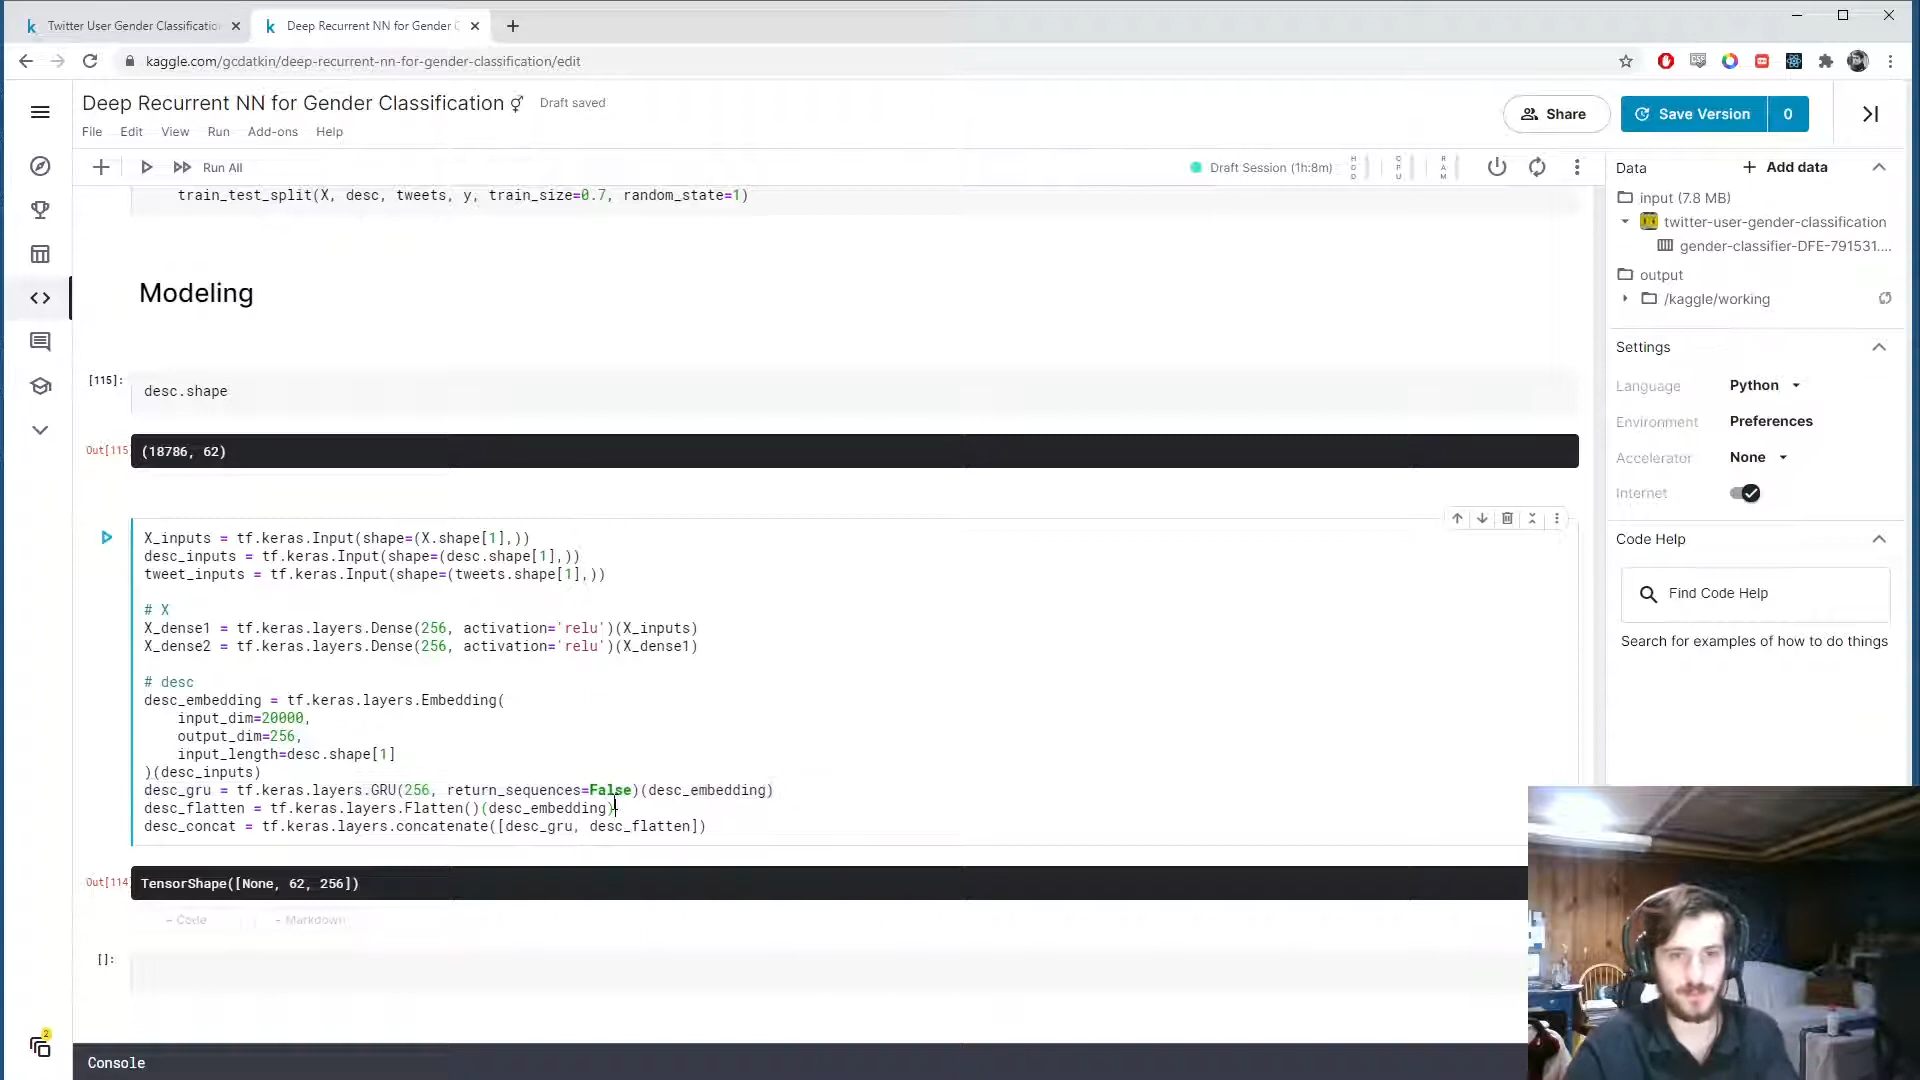 Twitter User Gender Classification
Deep Recurrent NN for Gender C
kaggle.com/gcdatkin/deep-recurrent-nn-for-gender-classification/edit
Deep Recurrent NN for Gender Classification ⚥
Draft saved
File Edit View Run Add-ons Help
Share
Save Version 0
Run All
Draft Session (1h:8m)
HDD
CPU
RAM
train_test_split(X, desc, tweets, y, train_size=0.7, random_state=1)
Modeling
[115]:
desc.shape
Out[115
(18786, 62)
X_inputs = tf.keras.Input(shape=(X.shape[1],))
desc_inputs = tf.keras.Input(shape=(desc.shape[1],))
tweet_inputs = tf.keras.Input(shape=(tweets.shape[1],))
# X
X_dense1 = tf.keras.layers.Dense(256, activation='relu')(X_inputs)
X_dense2 = tf.keras.layers.Dense(256, activation='relu')(X_dense1)
# desc
desc_embedding = tf.keras.layers.Embedding(
input_dim=20000,
output_dim=256,
input_length=desc.shape[1]
)(desc_inputs)
desc_gru = tf.keras.layers.GRU(256, return_sequences=False)(desc_embedding)
desc_flatten = tf.keras.layers.Flatten()(desc_embedding)
desc_concat = tf.keras.layers.concatenate([desc_gru, desc_flatten])
Out[114
TensorShape([None, 62, 256])
- Code
- Markdown
[]:
Console
2
Data
+ Add data
input (7.8 MB)
twitter-user-gender-classification
gender-classifier-DFE-791531....
output
/kaggle/working
Settings
Language Python
Environment Preferences
Accelerator None
Internet
Code Help
Find Code Help
Search for examples of how to do things